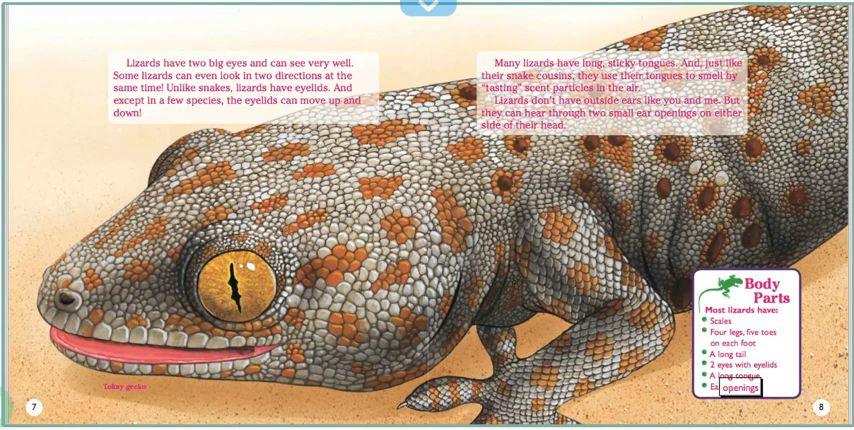 Lizards have two big eyes and can see very well.
Some lizards can even look in two directions at the
same time! Unlike snakes, lizards have eyelids. And
except in a few species, the eyelids can move up and
down!
Many lizards have long, sticky tongues. And, just like
their snake cousins, they use their tongues to smell by
“tasting” scent particles in the air.
Lizards don’t have outside ears like you and me. But
they can hear through two small ear openings on either
side of their head.
Tokay gecko
Body
Parts
Most lizards have:
Scales
Four legs, five toes
on each foot
A long tail
2 eyes with eyelids
A long tongue
Ea openings
7
8